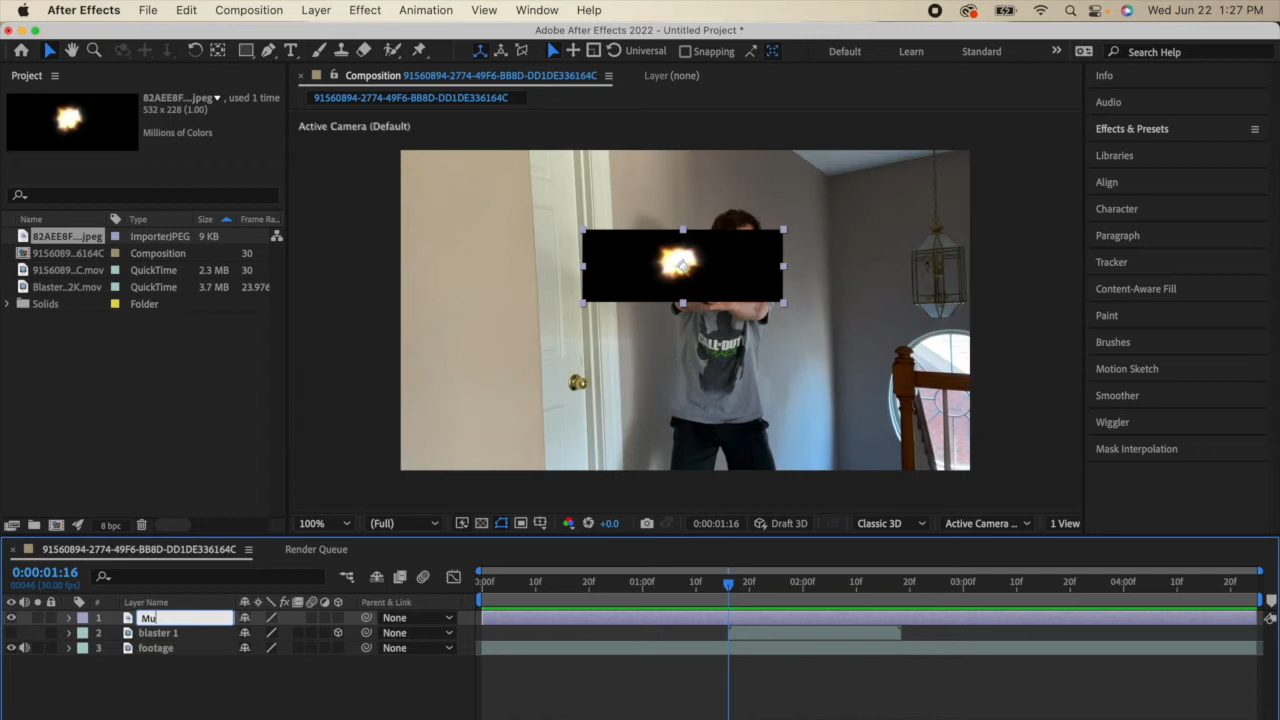 After Effects File Edit Composition Layer Effect Animation View Window Help Wed Jun 22 1:27 PM
Adobe After Effects 2022 - Untitled Project *
Universal Snapping Default Learn Standard Search Help
Project
82AEE8F....jpeg , used 1 time
532 x 228 (1.00)
Millions of Colors
Name Type Size Frame Ra...
82AEE8F....jpeg ImporterJPEG 9 KB
9156089...6164C Composition 30
9156089...C.mov QuickTime 2.3 MB 30
Blaster...2K.mov QuickTime 3.7 MB 23.976
Solids Folder
8 bpc
Composition 91560894-2774-49F6-BB8D-DD1DE336164C Layer (none)
91560894-2774-49F6-BB8D-DD1DE336164C
Active Camera (Default)
CALL OF DUTY
100% (Full) +0.0 0:00:01:16 Draft 3D Classic 3D Active Camera ... 1 View
Info
Audio
Effects & Presets
Libraries
Align
Character
Paragraph
Tracker
Content-Aware Fill
Paint
Brushes
Motion Sketch
Smoother
Wiggler
Mask Interpolation
91560894-2774-49F6-BB8D-DD1DE336164C Render Queue
0:00:01:16
00046 (30.00 fps)
:00f 10f 20f 01:00f 10f 20f 02:00f 10f 20f 03:00f 10f 20f 04:00f 10f 20f
# Layer Name fx Parent & Link
1 Mu None
2 blaster 1 None
3 footage None